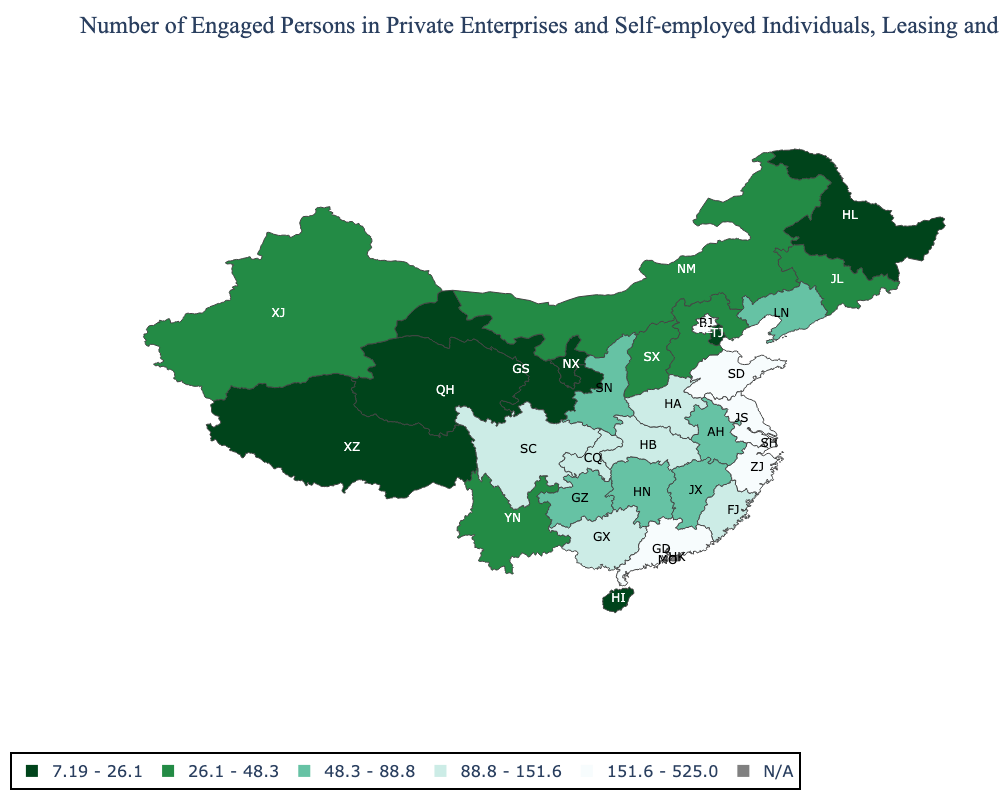 Number of Engaged Persons in Private Enterprises and Self-employed Individuals, Leasing and
HL
NM
JL
XJ
LN
BJ
TJ
SX
NX
GS
SD
QH
SN
HA
JS
AH
SH
XZ
SC
HB
CQ
ZJ
GZ
HN
JX
YN
FJ
GX
GD
HK
MO
HI
7.19 - 26.1
26.1 - 48.3
48.3 - 88.8
88.8 - 151.6
151.6 - 525.0
N/A